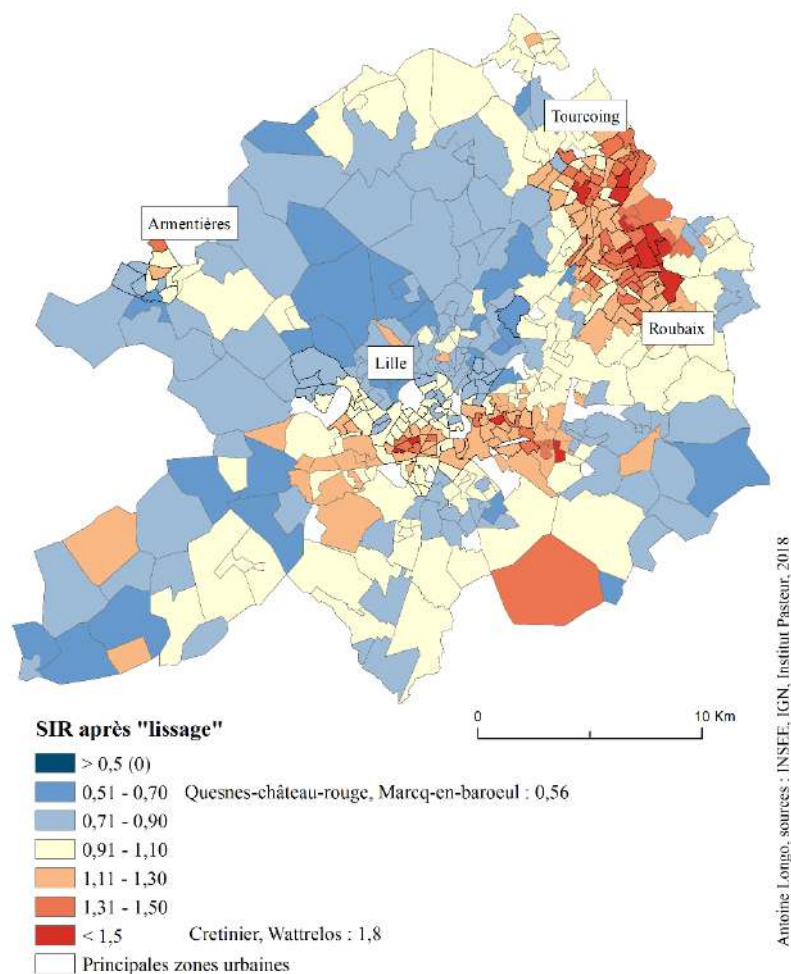 Tourcoing
Armentières
Roubaix
Lille
SIR après "lissage"
> 0,5 (0)
0,51 - 0,70 Quesnes-château-rouge, Marcq-en-baroeul : 0,56
0,71 - 0,90
0,91 - 1,10
1,11 - 1,30
1,31 - 1,50
< 1,5 Cretinier, Wattrelos : 1,8
Principales zones urbaines
0 10 Km
Antoine Longo, sources : INSEE, IGN, Institut Pasteur, 2018